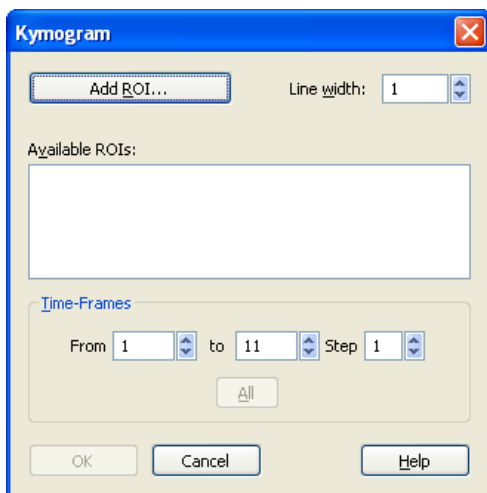 Kymogram
Add ROI... Line width: 1
Available ROIs:
Time-Frames
From 1 to 11 Step 1
All
OK Cancel Help